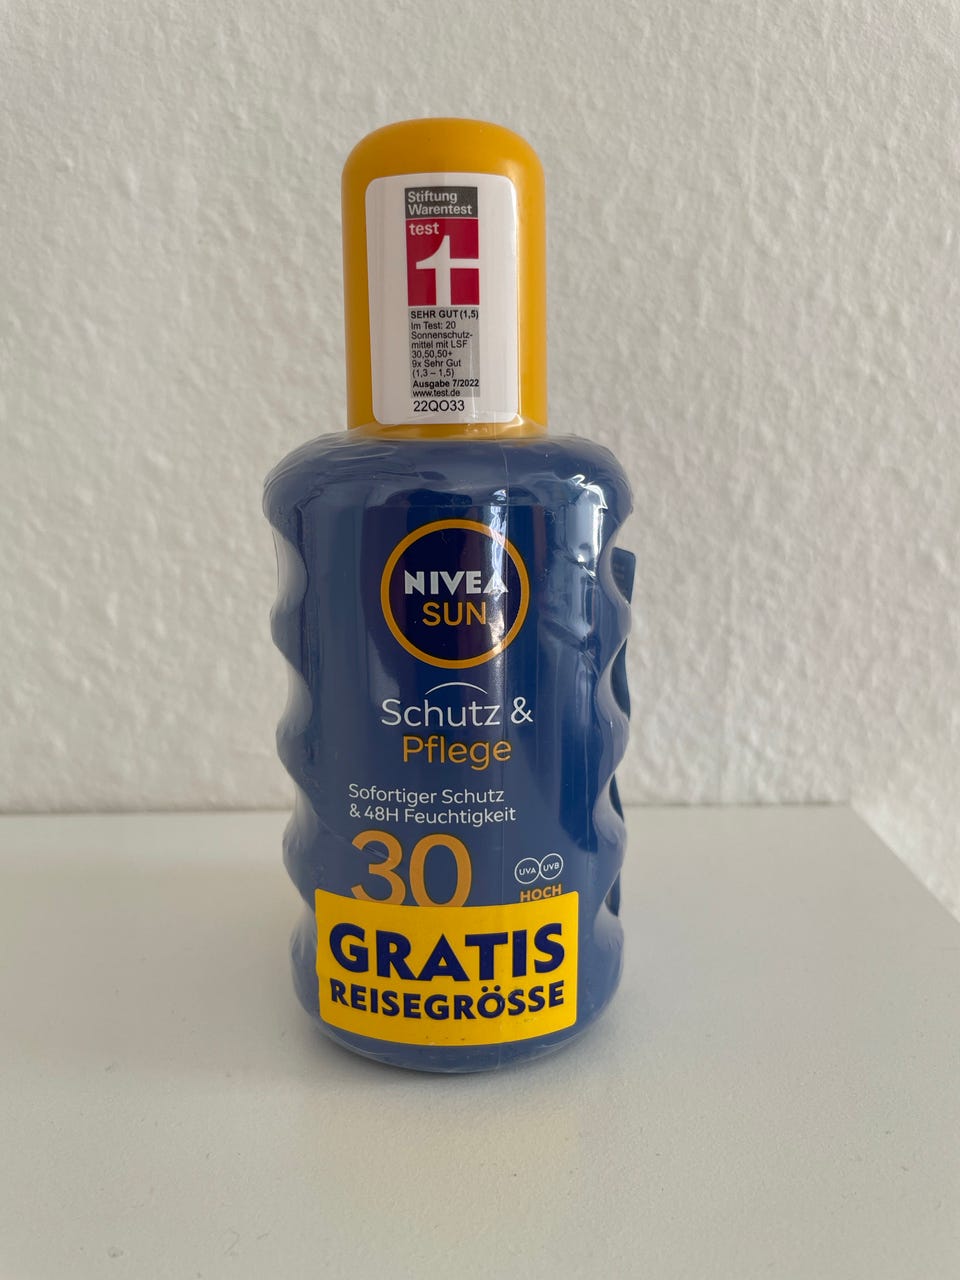 Stiftung
Warentest
test
SEHR GUT (1,5)
Im Test: 20
Sonnenschutz-
mittel mit LSF
30,50,50+
9x Sehr Gut
(1,3 – 1,5)
Ausgabe 7/2022
www.test.de
22QO33
NIVEA
SUN
Schutz &
Pflege
Sofortiger Schutz
& 48H Feuchtigkeit
30
UVA UVB
HOCH
GRATIS
REISEGRÖSSE